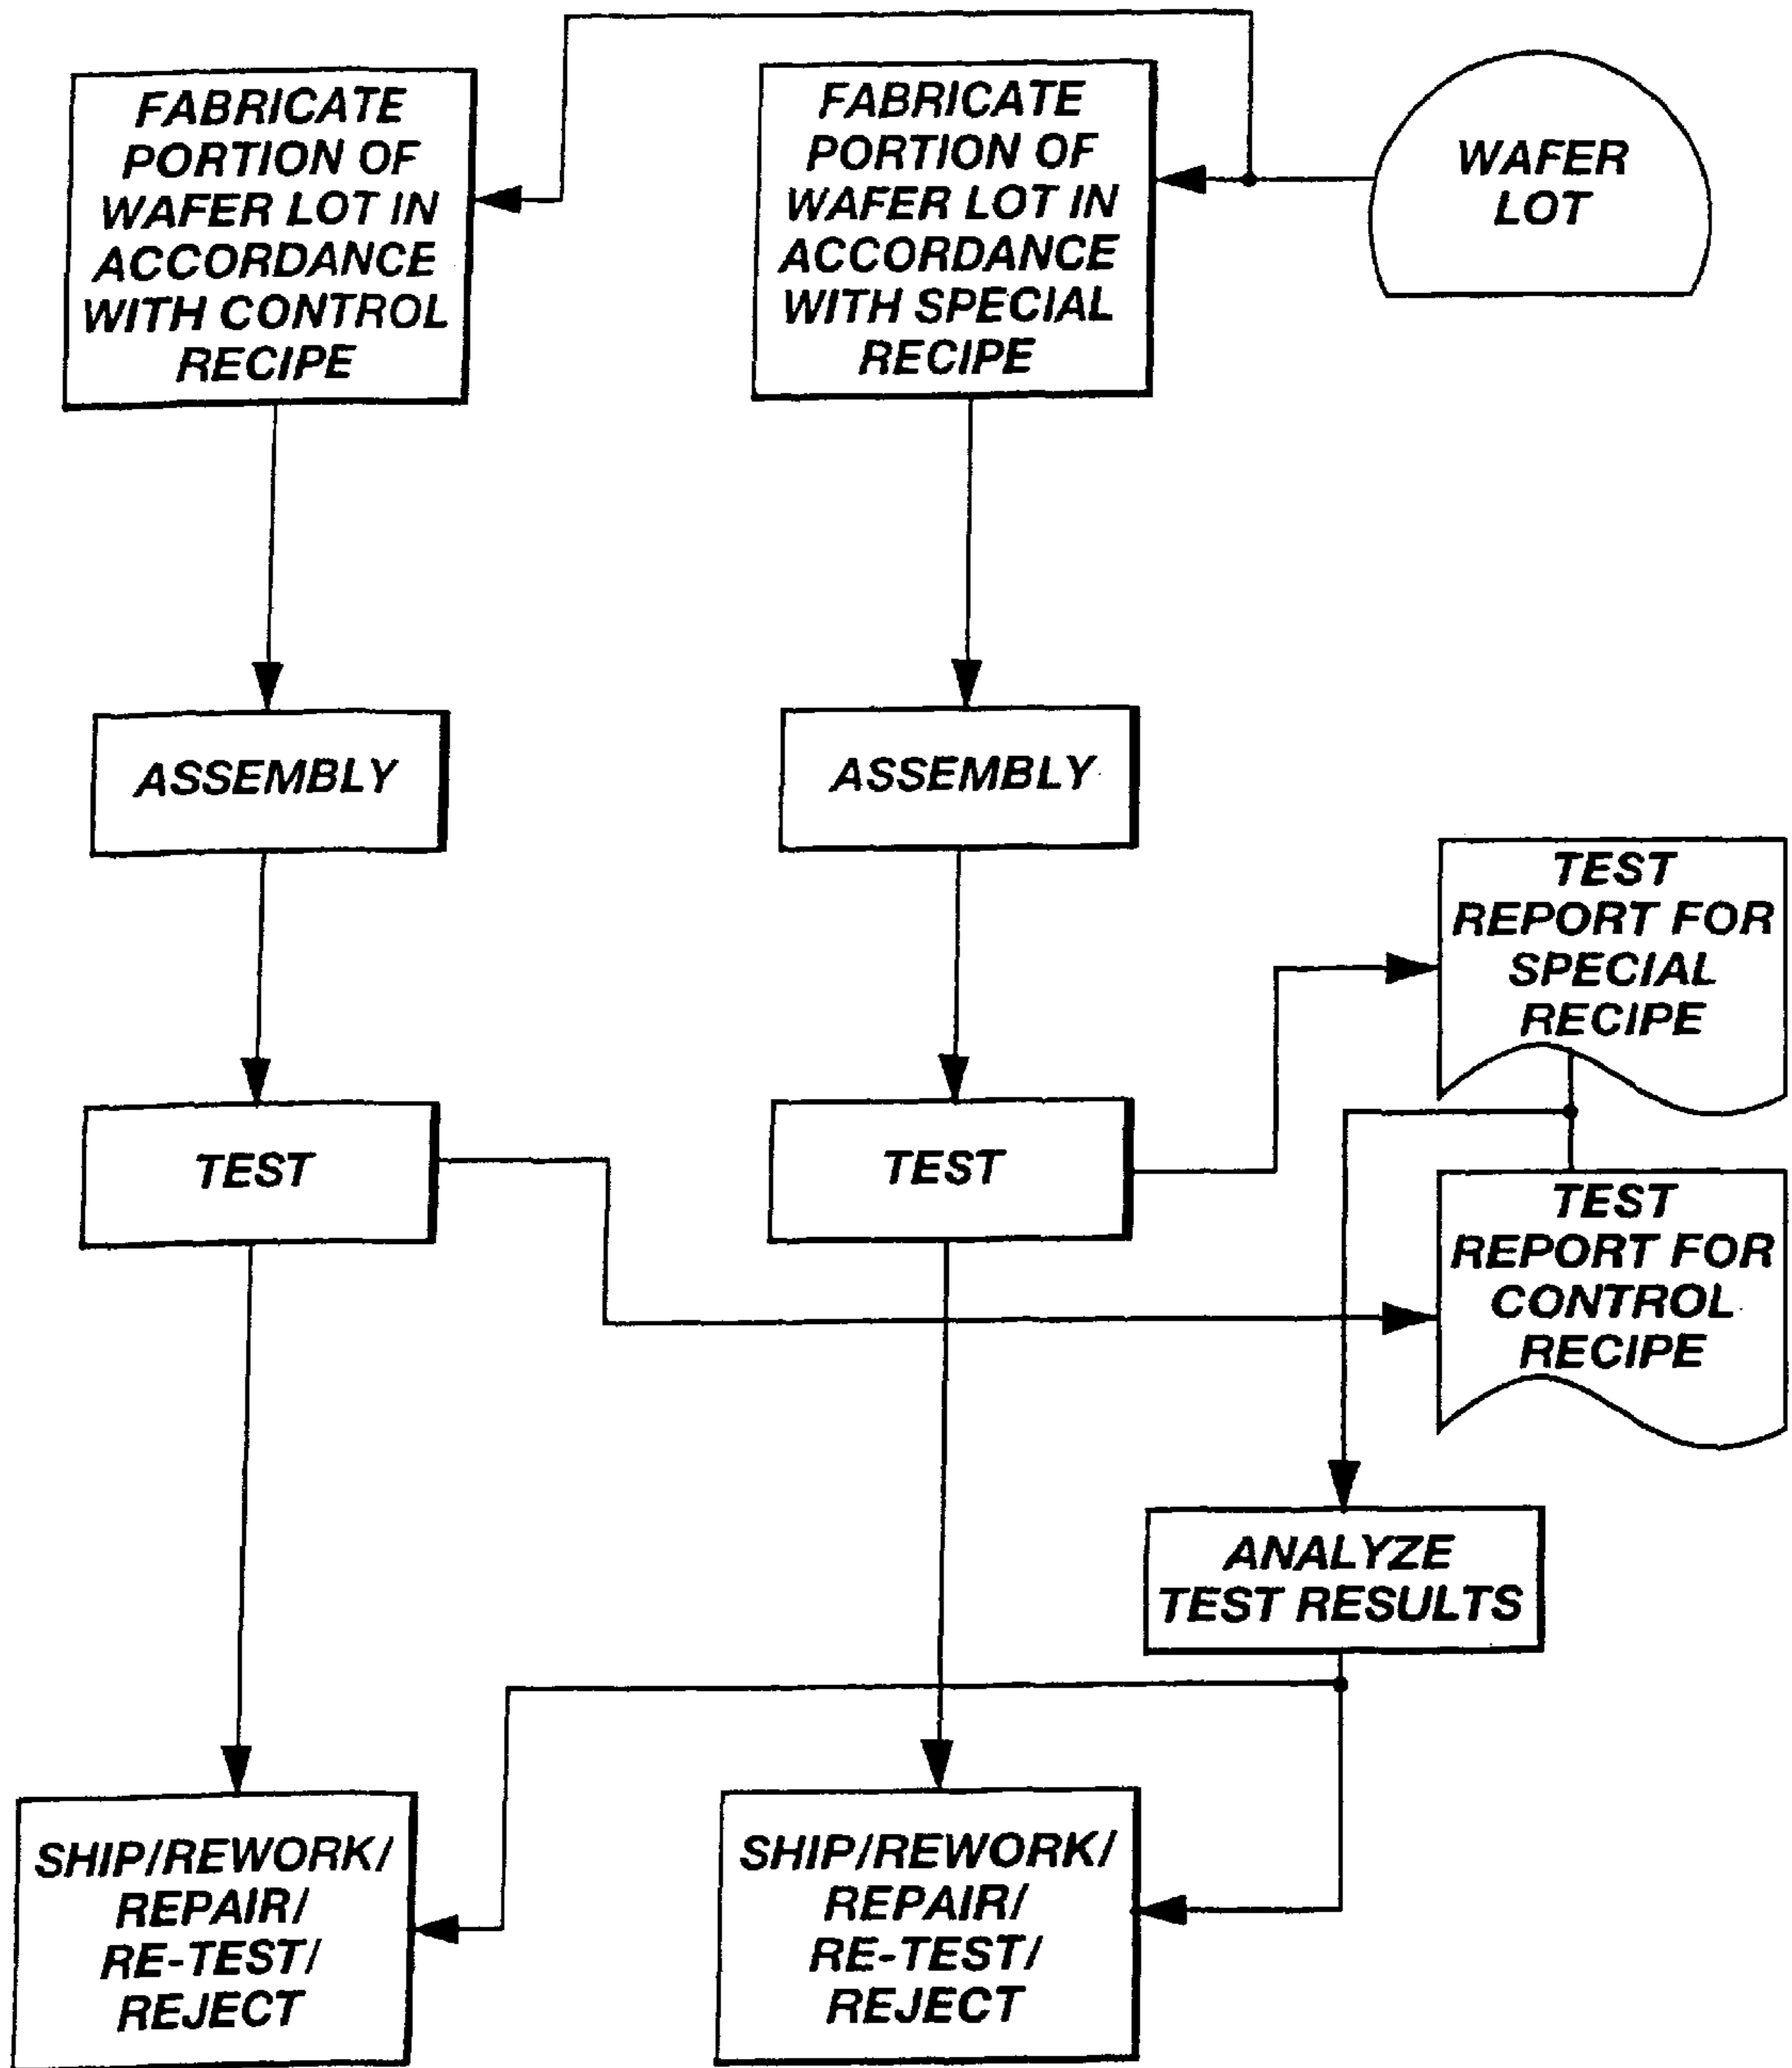 FABRICATE
PORTION OF
WAFER LOT IN
ACCORDANCE
WITH CONTROL
RECIPE
FABRICATE
PORTION OF
WAFER LOT IN
ACCORDANCE
WITH SPECIAL
RECIPE
WAFER
LOT
ASSEMBLY
ASSEMBLY
TEST
REPORT FOR
SPECIAL
RECIPE
TEST
TEST
TEST
REPORT FOR
CONTROL
RECIPE
ANALYZE
TEST RESULTS
SHIP/REWORK/
REPAIR/
RE-TEST/
REJECT
SHIP/REWORK/
REPAIR/
RE-TEST/
REJECT